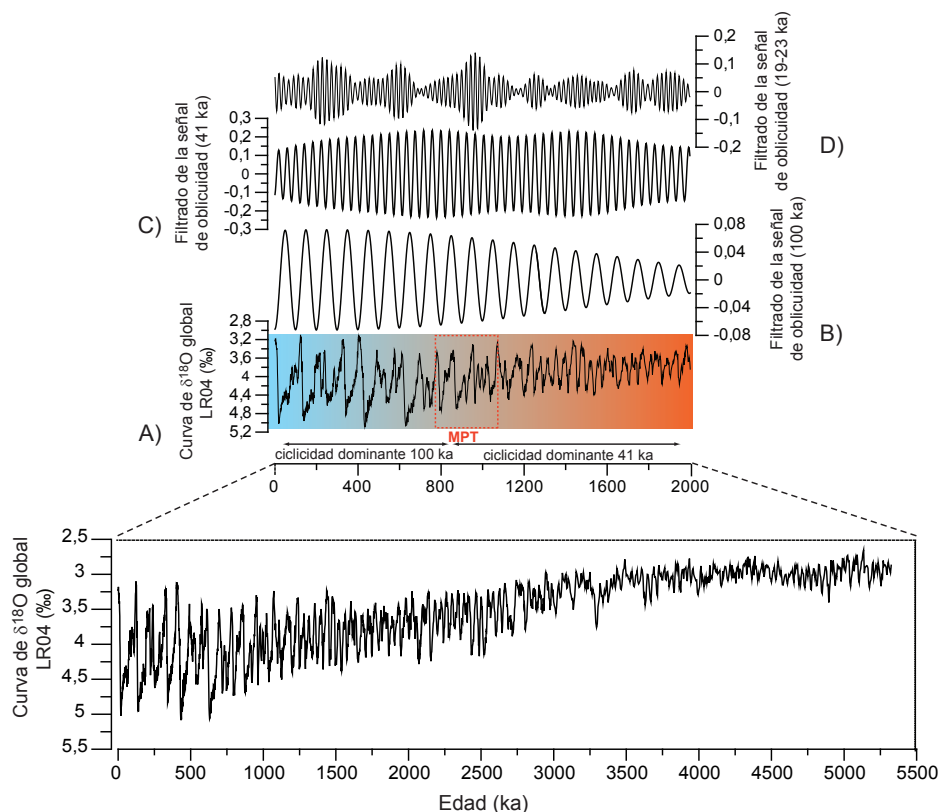 0,2
0,1
0
-0,1
-0,2
Filtrado de la señal
de oblicuidad (19-23 ka)
D)
0,3
0,2
0,1
0
-0,1
-0,2
-0,3
Filtrado de la señal
de oblicuidad (41 ka)
C)
0,08
0,04
0
-0,04
-0,08
Filtrado de la señal
de oblicuidad (100 ka)
B)
2,8
3,2
3,6
4
4,4
4,8
5,2
Curva de δ18O global
LR04 (‰)
A)
MPT
ciclicidad dominante 100 ka
ciclicidad dominante 41 ka
0 400 800 1200 1600 2000
2,5
3
3,5
4
4,5
5
5,5
Curva de δ18O global
LR04 (‰)
0 500 1000 1500 2000 2500 3000 3500 4000 4500 5000 5500
Edad (ka)